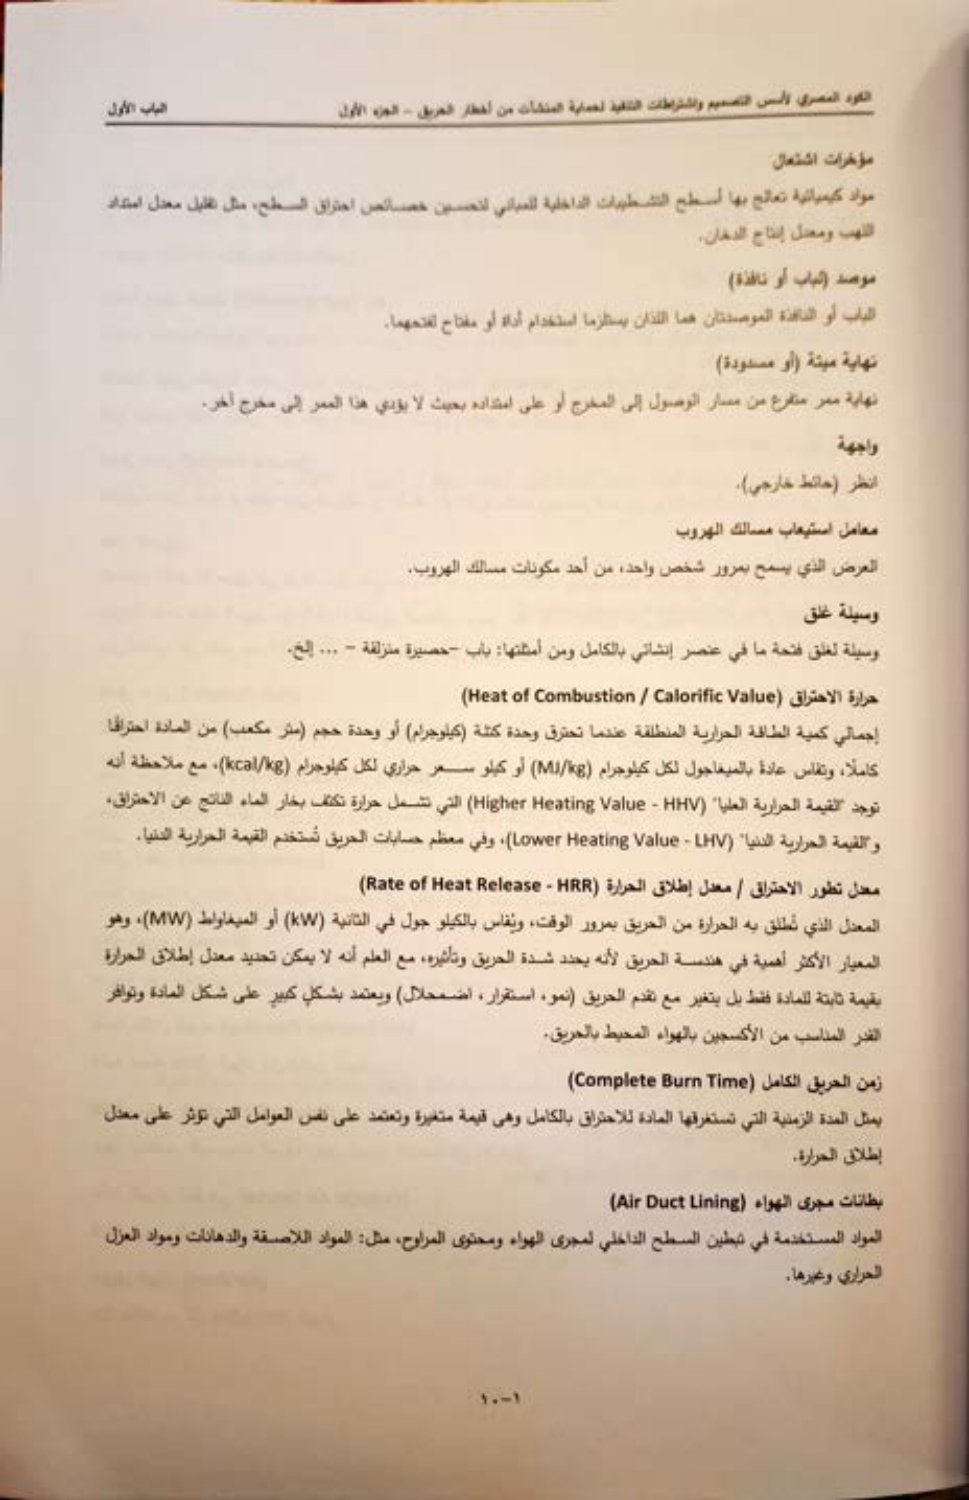 الكود المصري لأسس التصميم واشتراطات التنفيذ لحماية المنشآت من أخطار الحريق – الجزء الأول
الباب الأول
مؤخرات اشتعال
مواد كيميائية تعالج بها أسطح التشطيبات الداخلية للمباني لتحسين خصائص احتراق السطح، مثل تقليل معدل امتداد
اللهب ومعدل إنتاج الدخان.
موصد (لباب أو نافذة)
الباب أو النافذة الموصدتان هما اللذان يستلزما استخدام أداة أو مفتاح لفتحهما.
نهاية ميتة (أو مسدودة)
نهاية ممر متفرع من مسار الوصول إلى المخرج أو على امتداده بحيث لا يؤدي هذا الممر إلى مخرج آخر.
واجهة
انظر (حائط خارجي).
معامل استيعاب مسالك الهروب
العرض الذي يسمح بمرور شخص واحد، من أحد مكونات مسالك الهروب.
وسيلة غلق
وسيلة لغلق فتحة ما في عنصر إنشائي بالكامل ومن أمثلتها: باب –حصيرة منزلقة – ... إلخ.
حرارة الاحتراق (Heat of Combustion / Calorific Value)
إجمالي كمية الطاقة الحرارية المنطلقة عندما تحترق وحدة كتلة (كيلوجرام) أو وحدة حجم (متر مكعب) من المادة احتراقًا
كاملًا، وتقاس عادةً بالميغاجول لكل كيلوجرام (MJ/kg) أو كيلو سعر حراري لكل كيلوجرام (kcal/kg)، مع ملاحظة أنه
توجد "القيمة الحرارية العليا" (Higher Heating Value - HHV) التي تشمل حرارة تكثف بخار الماء الناتج عن الاحتراق،
و"القيمة الحرارية الدنيا" (Lower Heating Value - LHV)، وفي معظم حسابات الحريق تُستخدم القيمة الحرارية الدنيا.
معدل تطور الاحتراق / معدل إطلاق الحرارة (Rate of Heat Release - HRR)
المعدل الذي تُطلق به الحرارة من الحريق بمرور الوقت، ويُقاس بالكيلو جول في الثانية (kW) أو الميغاواط (MW)، وهو
المعيار الأكثر أهمية في هندسة الحريق لأنه يحدد شدة الحريق وتأثيره، مع العلم أنه لا يمكن تحديد معدل إطلاق الحرارة
بقيمة ثابتة للمادة فقط بل يتغير مع تقدم الحريق (نمو، استقرار، اضمحلال) ويعتمد بشكلٍ كبيرٍ على شكل المادة وتوافر
القدر المناسب من الأكسجين بالهواء المحيط بالحريق.
زمن الحريق الكامل (Complete Burn Time)
يمثل المدة الزمنية التي تستغرقها المادة للاحتراق بالكامل وهى قيمة متغيرة وتعتمد على نفس العوامل التي تؤثر على معدل
إطلاق الحرارة.
بطانات مجرى الهواء (Air Duct Lining)
المواد المستخدمة في تبطين السطح الداخلي لمجرى الهواء ومحتوى المراوح، مثل: المواد اللاصقة والدهانات ومواد العزل
الحراري وغيرها.
١-١٠